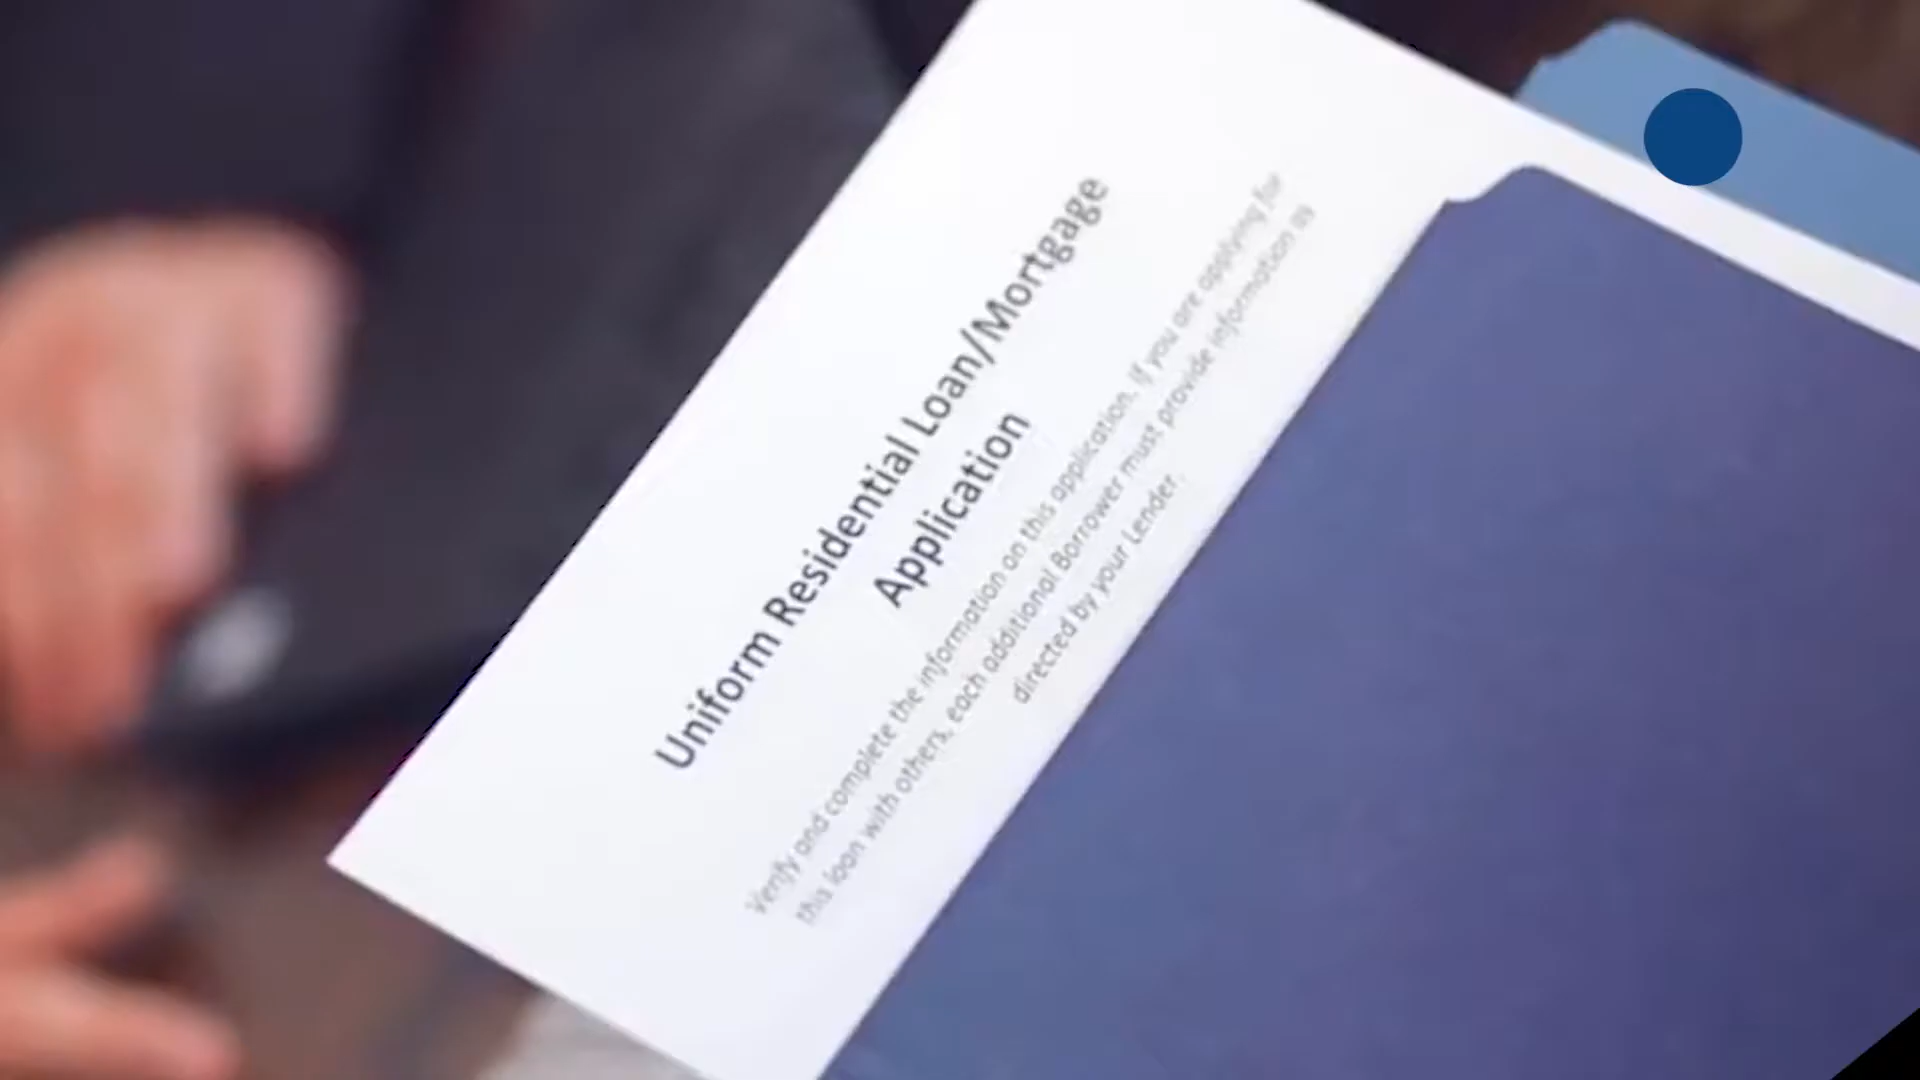 Uniform Residential Loan/Mortgage
Application
Verify and complete the information on this application. If you are applying for
this loan with others, each additional Borrower must provide information as
directed by your Lender.